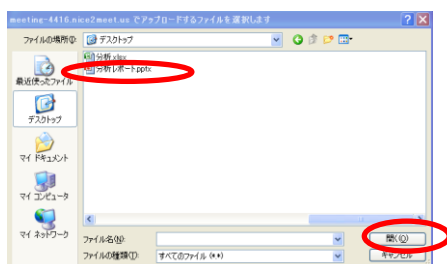 meeting-4416.nice2meet.us でアップロードするファイルを選択します
ファイルの場所(I): デスクトップ
分析.xlsx
分析レポートpptx
最近使ったファイル
デスクトップ
マイ ドキュメント
マイ コンピュータ
マイ ネットワーク
ファイル名(N):
開く(O)
ファイルの種類(T): すべてのファイル (*.*)
キャンセル